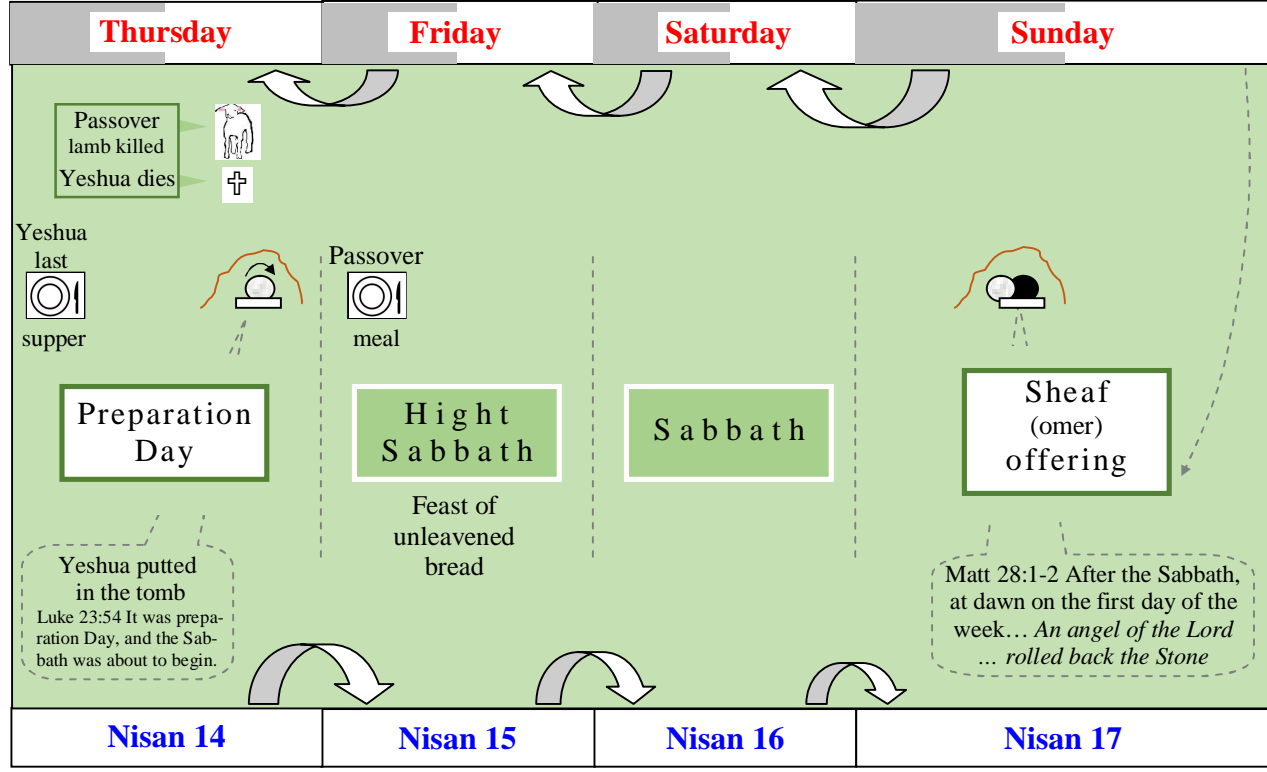 Thursday
Friday
Saturday
Sunday
Passover
lamb killed
Yeshua dies
Yeshua
last
supper
Passover
meal
Preparation
Day
Hight
Sabbath
Sabbath
Sheaf
(omer)
offering
Feast of
unleavened
bread
Yeshua putted
in the tomb
Luke 23:54 It was prepa-
ration Day, and the Sab-
bath was about to begin.
Matt 28:1-2 After the Sabbath,
at dawn on the first day of the
week… An angel of the Lord
… rolled back the Stone
Nisan 14
Nisan 15
Nisan 16
Nisan 17